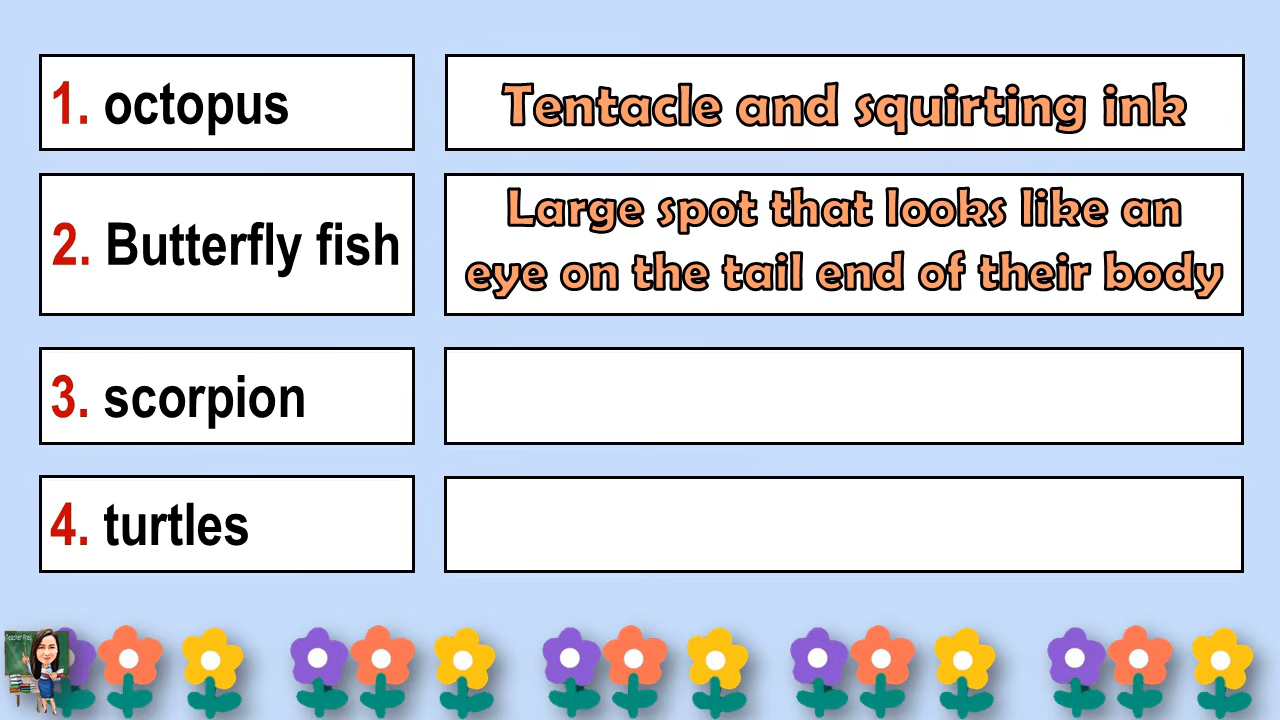 1. octopus
Tentacle and squirting ink
2. Butterfly fish
Large spot that looks like an
eye on the tail end of their body
3. scorpion
4. turtles